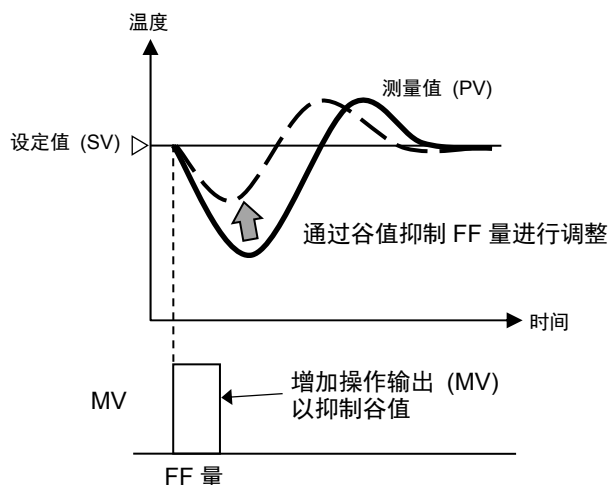 温度
测量值 (PV)
设定值 (SV)
通过谷值抑制 FF 量进行调整
时间
MV
增加操作输出 (MV)
以抑制谷值
FF 量